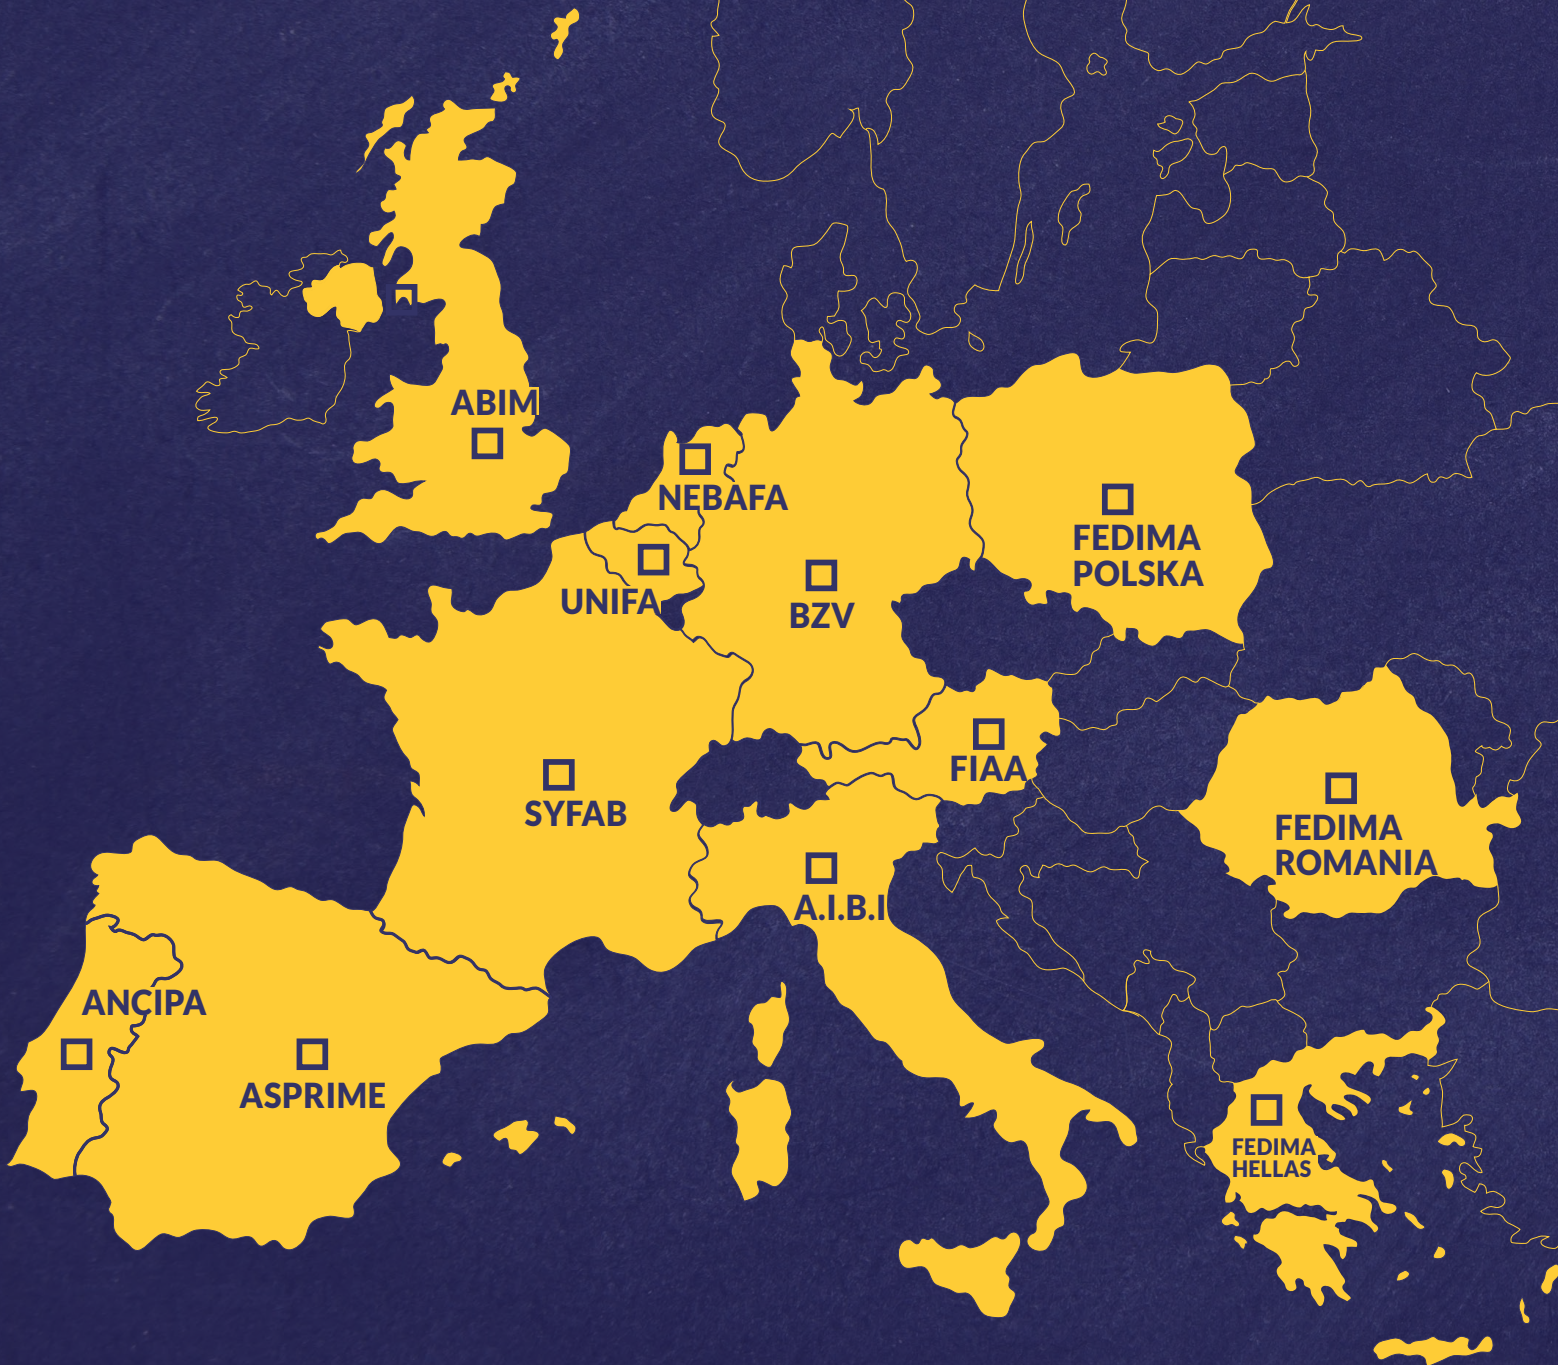 ABIM
NEBAFA
FEDIMA
POLSKA
UNIFA
BZV
FIAA
SYFAB
FEDIMA
ROMANIA
A.I.B.I
ANCIPA
ASPRIME
FEDIMA
HELLAS